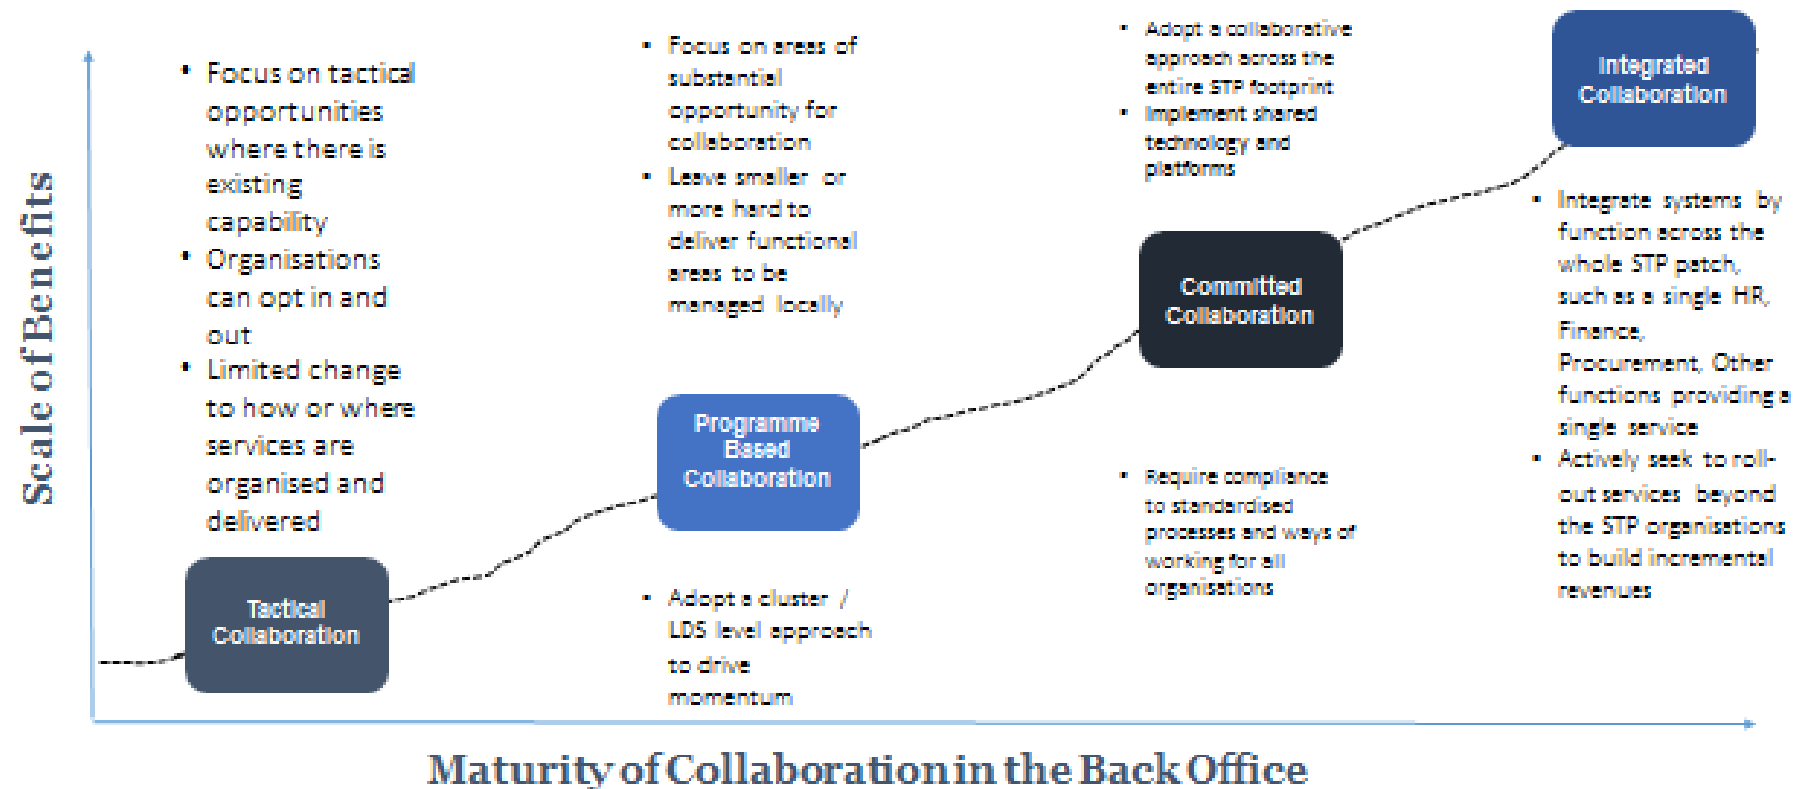 Scale of Benefits
• Focus on tactical
opportunities
where there is
existing
capability
• Organisations
can opt in and
out
• Limited change
to how or where
services are
organised and
delivered
Tactical
Collaboration
• Focus on areas of
substantial
opportunity for
collaboration
• Leave smaller or
more hard to
deliver functional
areas to be
managed locally
Programme
Based
Collaboration
• Adopt a cluster /
LDS level approach
to drive
momentum
• Adopt a collaborative
approach across the
entire STP footprint
• Implement shared
technology and
platforms
Committed
Collaboration
• Require compliance
to standardised
processes and ways of
working for all
organisations
Integrated
Collaboration
• Integrate systems by
function across the
whole STP patch,
such as a single HR,
Finance,
Procurement, Other
functions providing a
single service
• Actively seek to roll-
out services beyond
the STP organisations
to build incremental
revenues
Maturity of Collaboration in the Back Office